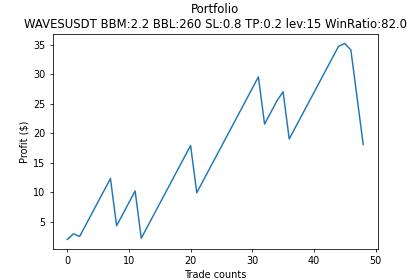 Portfolio
WAVESUSDT BBM:2.2 BBL:260 SL:0.8 TP:0.2 lev:15 WinRatio:82.0
Profit ($)
35
30
25
20
15
10
5
0 10 20 30 40 50
Trade counts